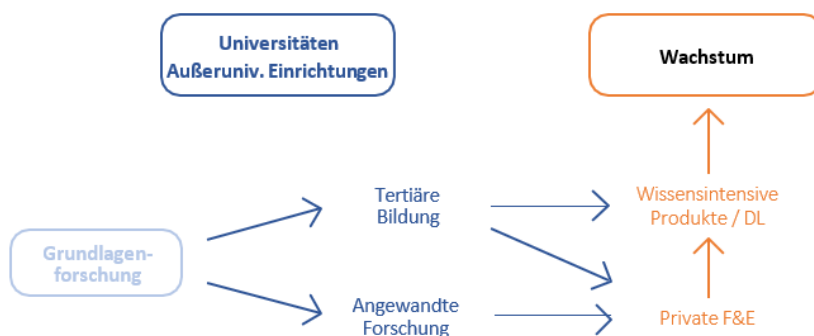 Universitäten
Außeruniv. Einrichtungen
Wachstum
Tertiäre
Bildung
Wissensintensive
Produkte / DL
Grundlagen-
forschung
Angewandte
Forschung
Private F&E